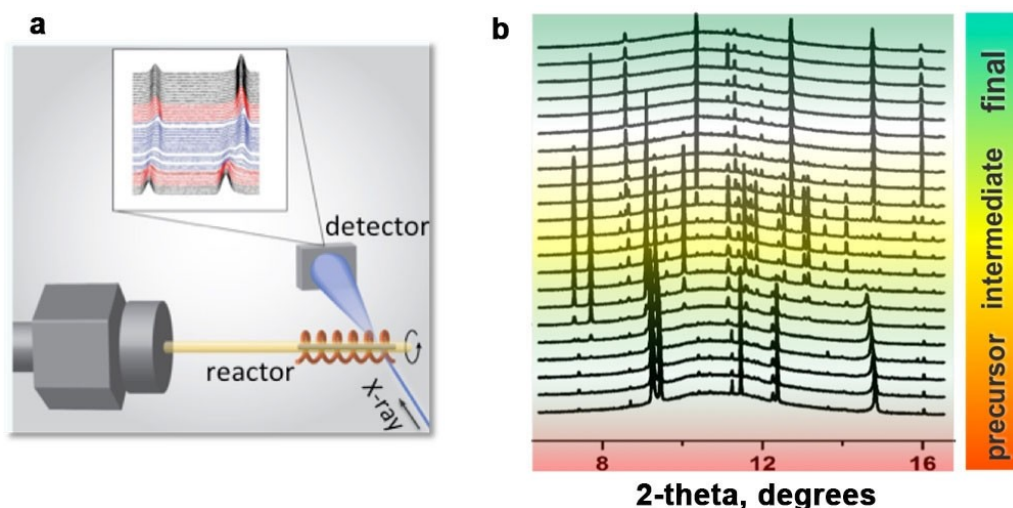 a
detector
reactor
X-ray
b
8
12
16
2-theta, degrees
precursor intermediate final